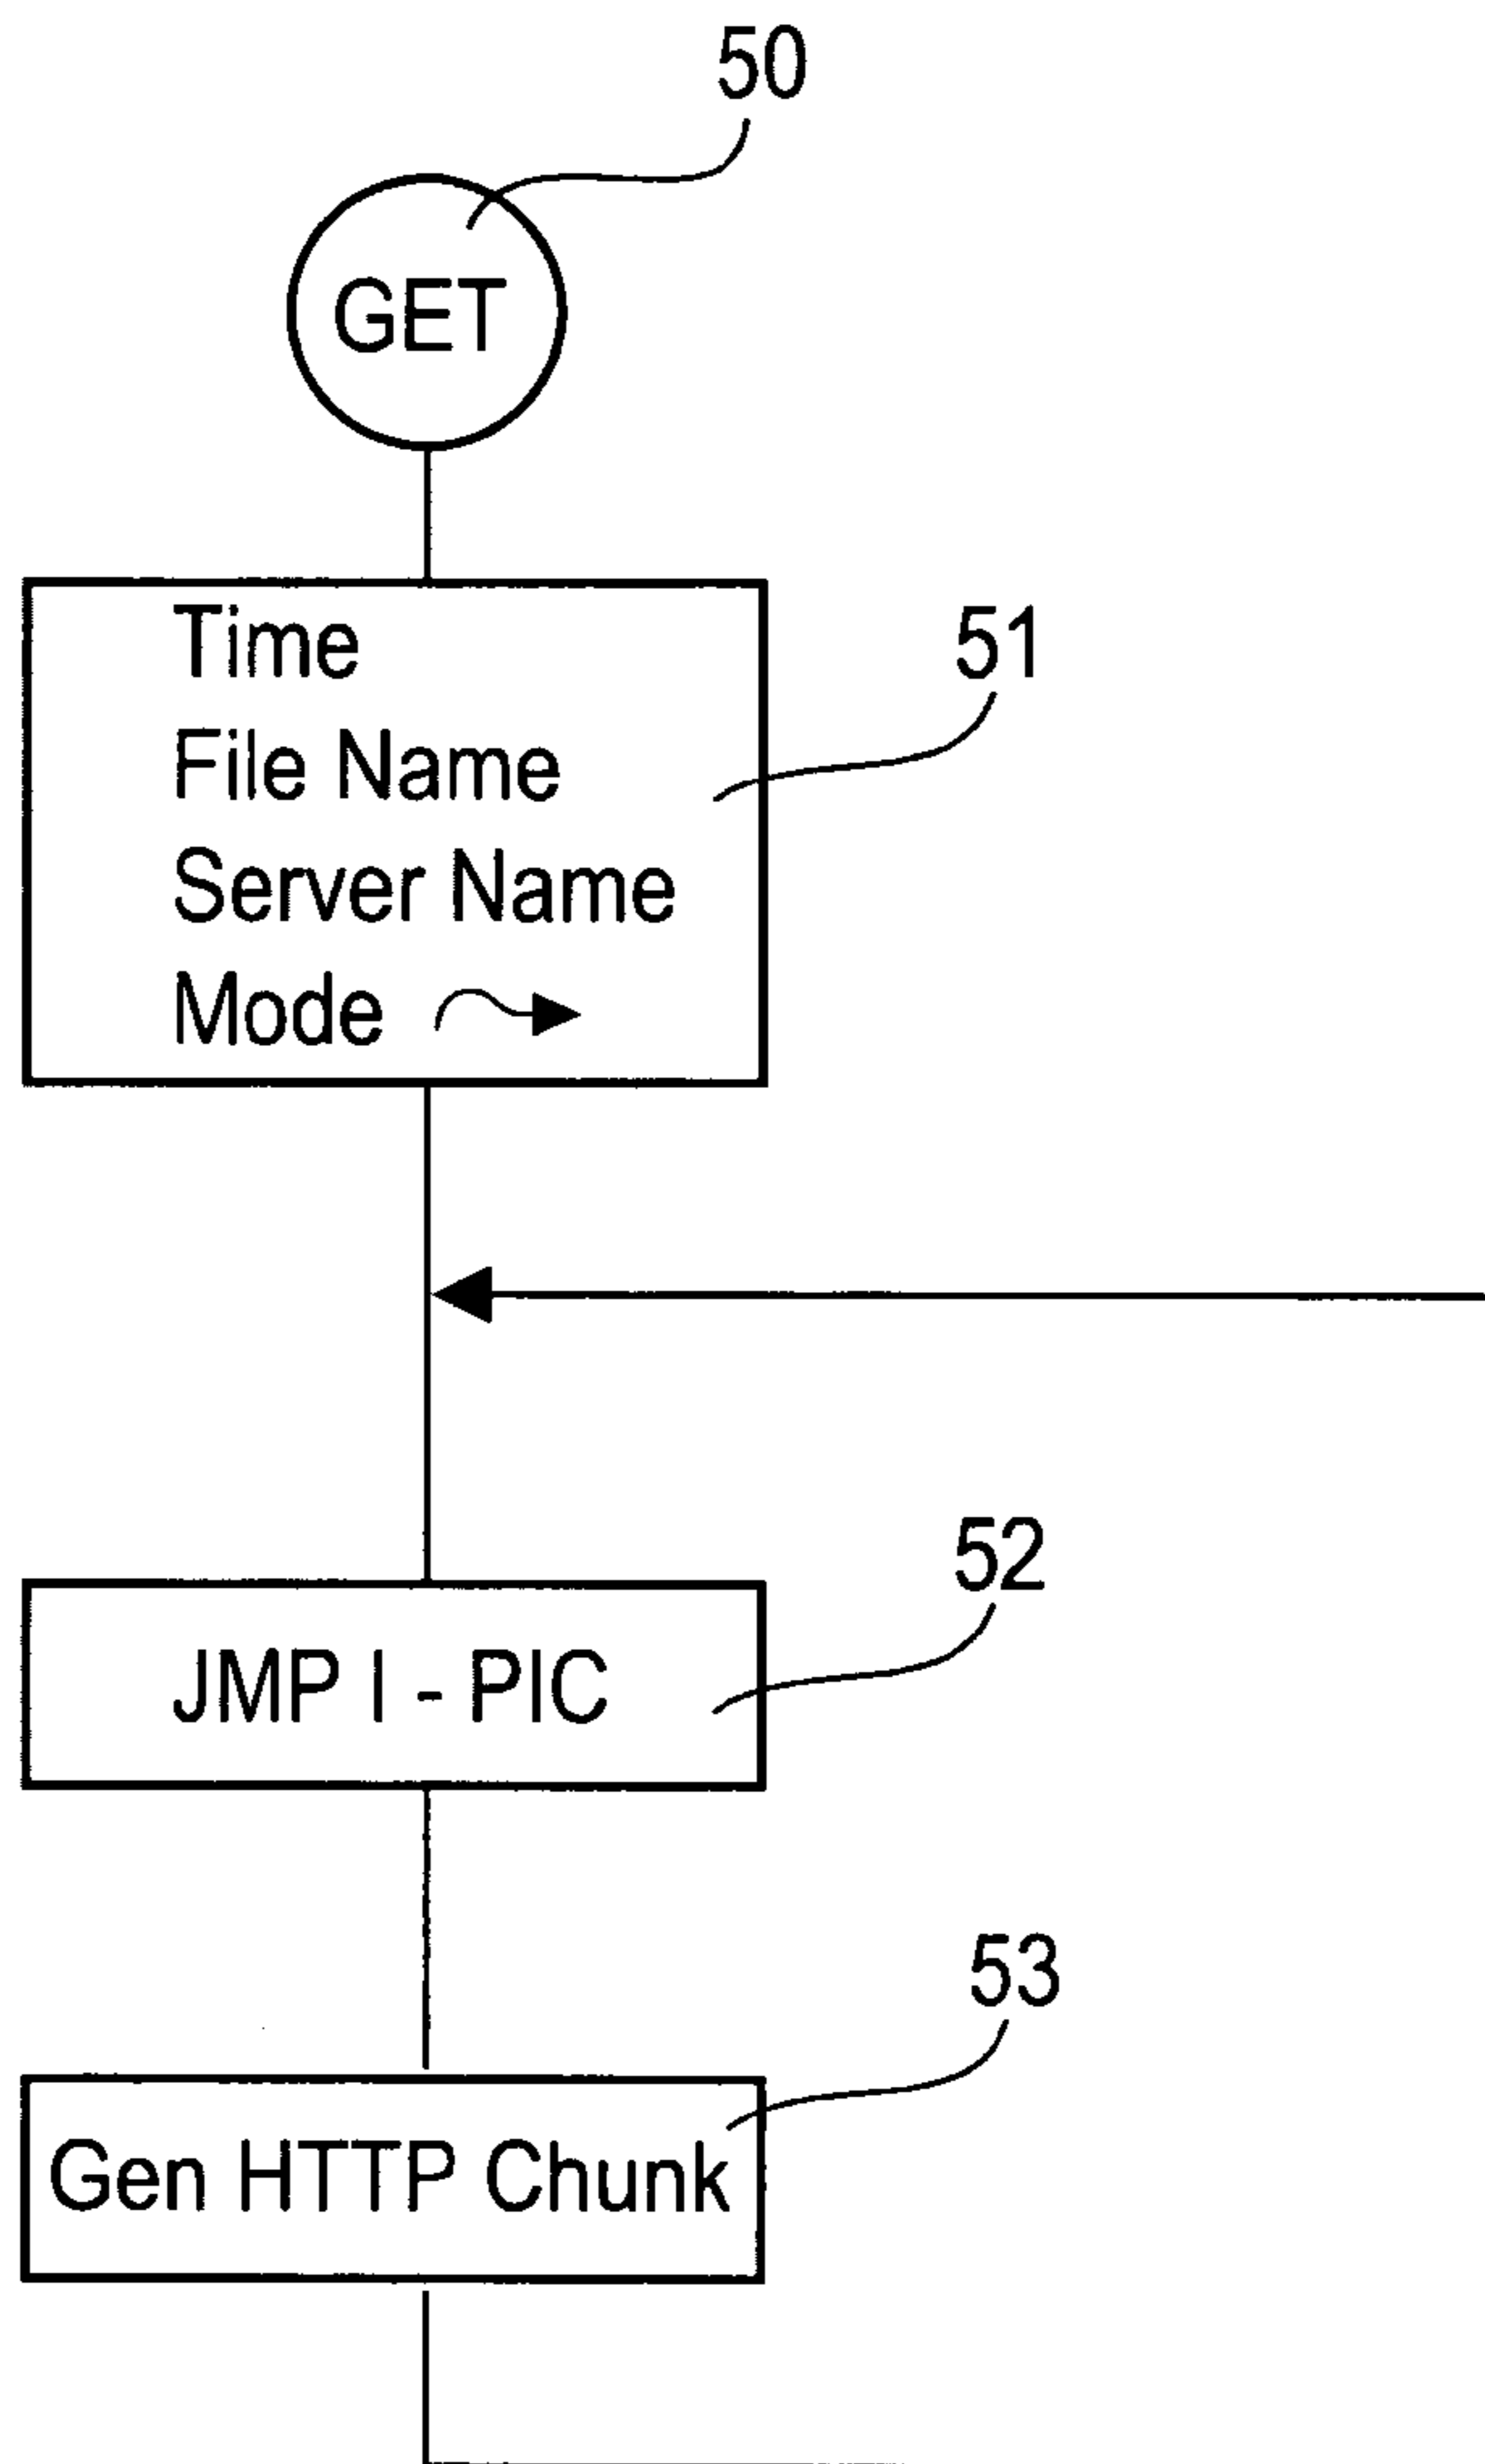 50
GET
Time
51
File Name
Server Name
Mode
52
JMP I - PIC
53
Gen HTTP Chunk